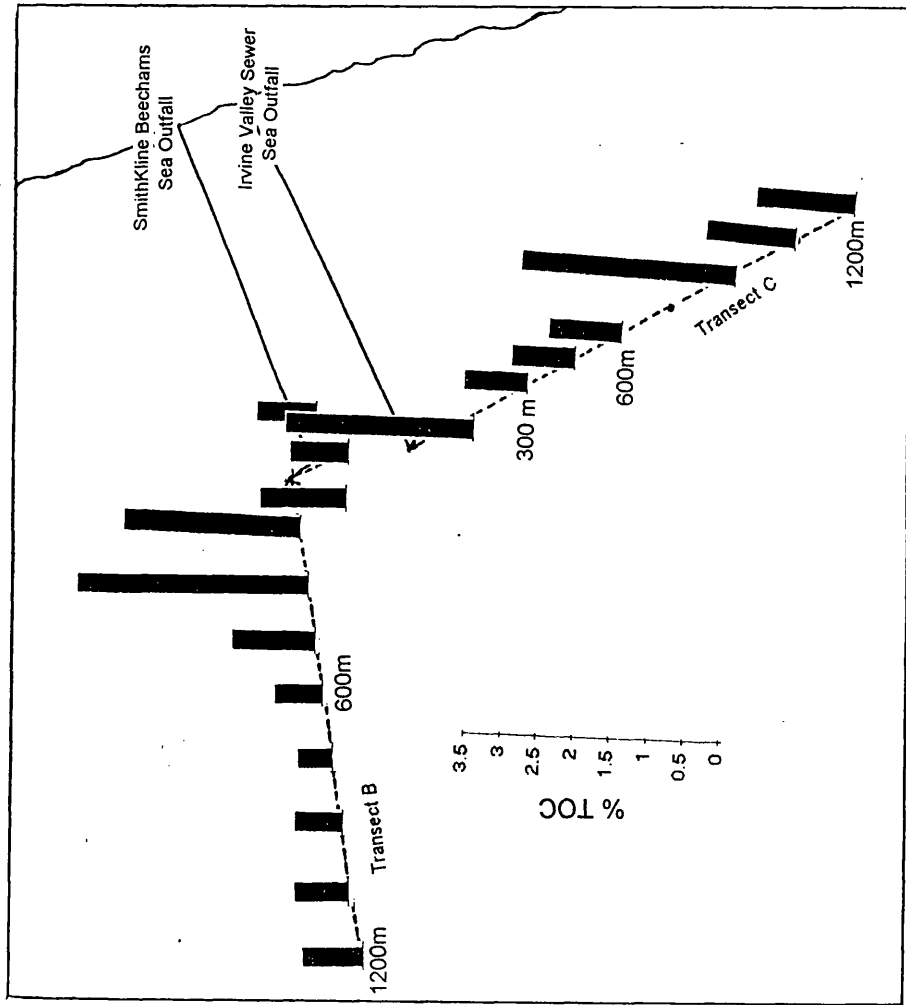 SmithKline Beechams
Sea Outfall
Irvine Valley Sewer
Sea Outfall
1200m
Transect C
600m
300 m
600m
Transect B
1200m
% TOC
3.5
3
2.5
2
1.5
1
0.5
0